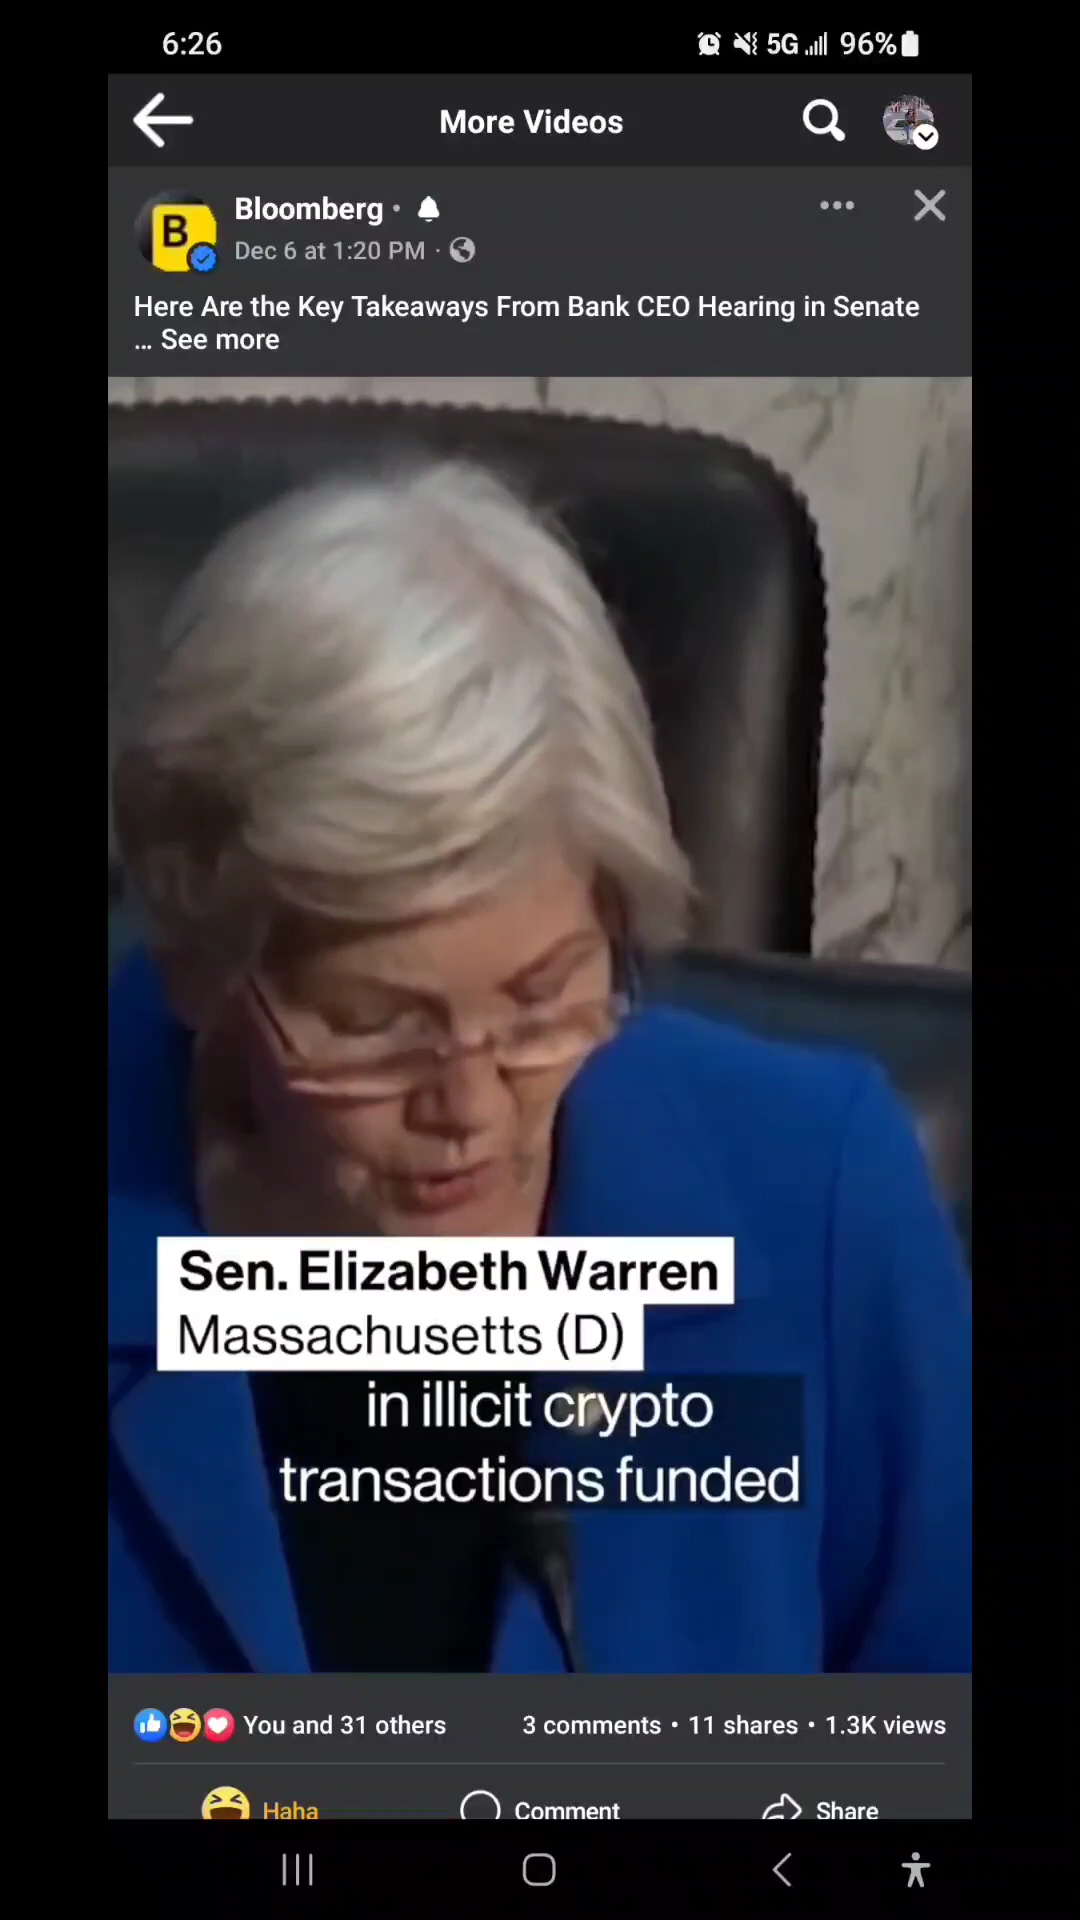 6:26
5G 96%
More Videos
B
Bloomberg •
Dec 6 at 1:20 PM ·
Here Are the Key Takeaways From Bank CEO Hearing in Senate
... See more
Sen. Elizabeth Warren
Massachusetts (D)
in illicit crypto
transactions funded
You and 31 others 3 comments • 11 shares • 1.3K views
Haha Comment Share